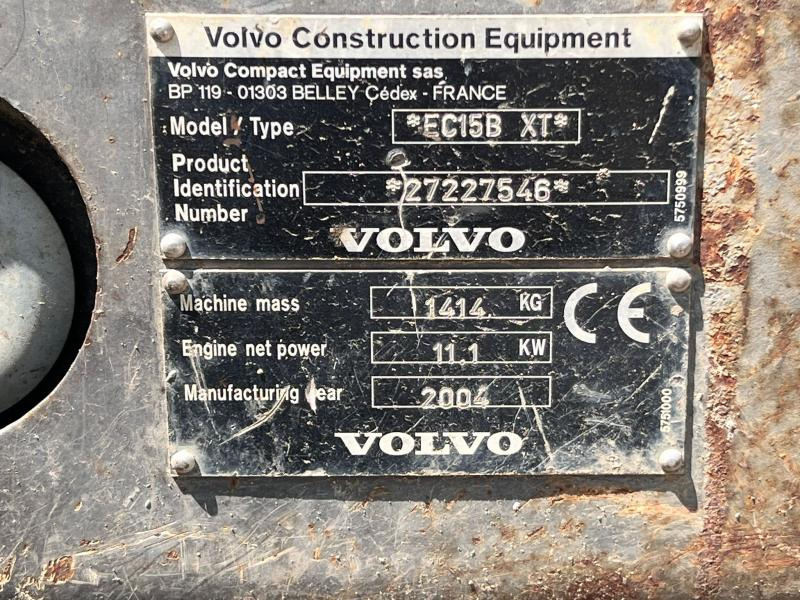 Volvo Construction Equipment
Volvo Compact Equipment sas
BP 119 - 01303 BELLEY Cédex - FRANCE
Model / Type *EC15B XT*
Product
Identification *27227546*
Number
5750999
VOLVO
Machine mass 1414 KG
CE
Engine net power 11.1 KW
Manufacturing year 2004
5751000
VOLVO